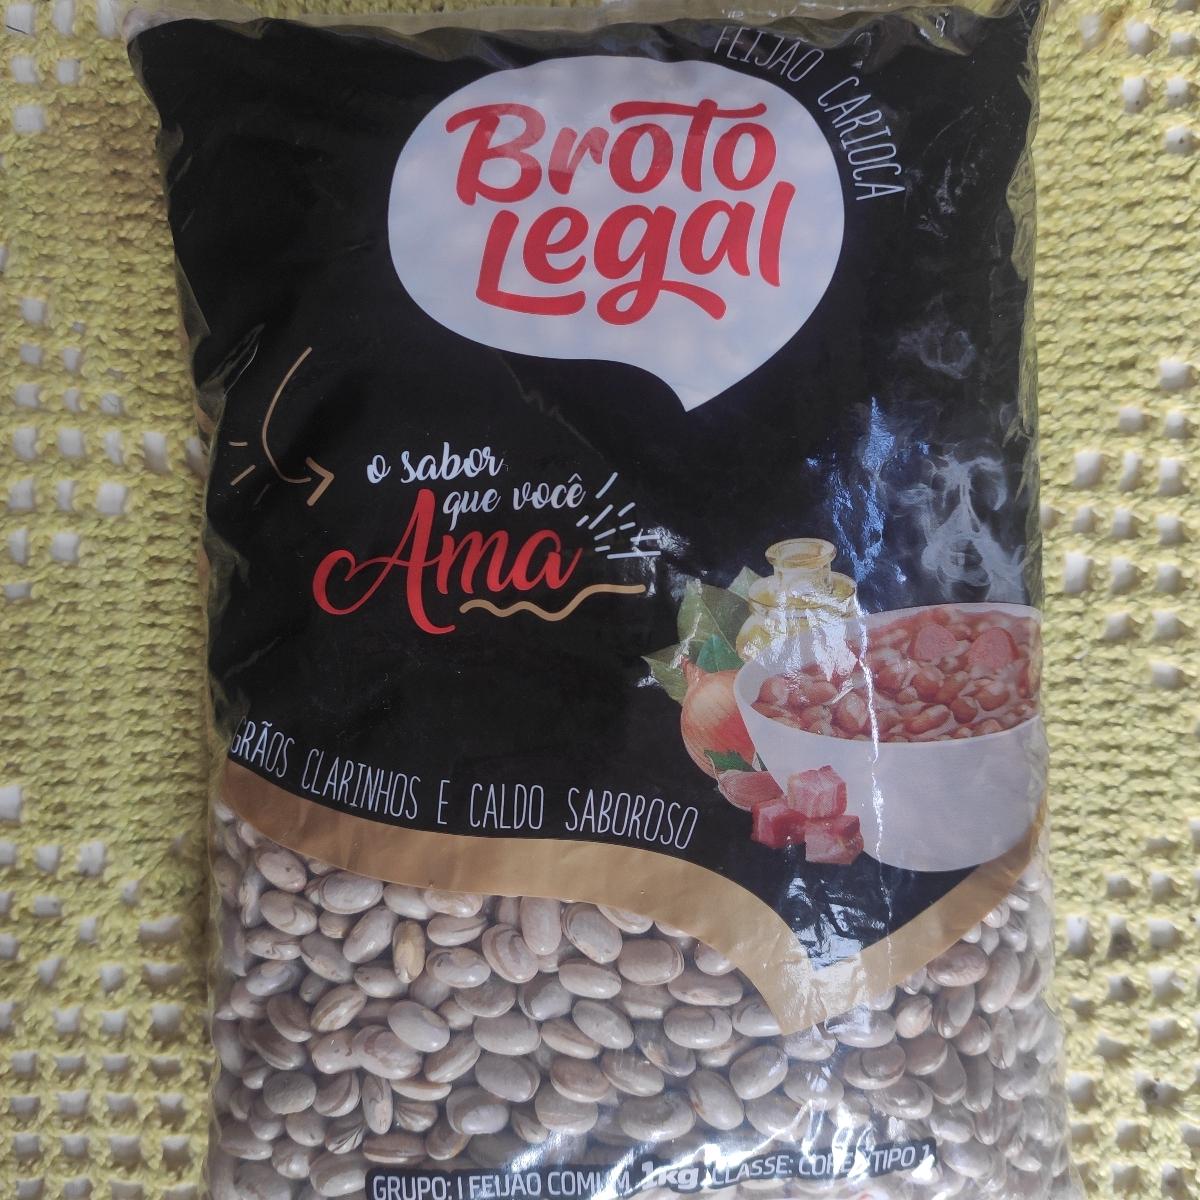 FEIJÃO CARIOCA
Broto
Legal
o sabor
que você
Ama
GRÃOS CLARINHOS E CALDO SABOROSO
GRUPO: I FEIJÃO COMUM 1kg CLASSE: CORES TIPO 1